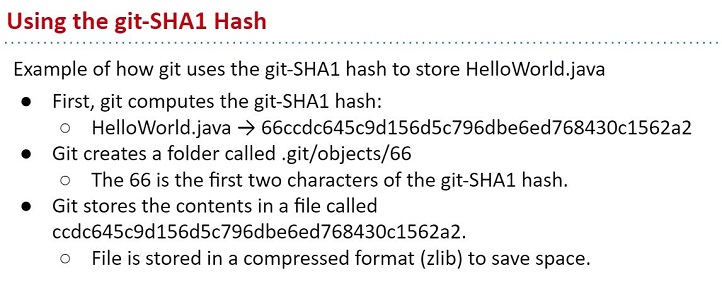 Using the git-SHA1 Hash
Example of how git uses the git-SHA1 hash to store HelloWorld.java
● First, git computes the git-SHA1 hash:
○ HelloWorld.java → 66ccdc645c9d156d5c796dbe6ed768430c1562a2
● Git creates a folder called .git/objects/66
○ The 66 is the first two characters of the git-SHA1 hash.
● Git stores the contents in a file called
ccdc645c9d156d5c796dbe6ed768430c1562a2.
○ File is stored in a compressed format (zlib) to save space.